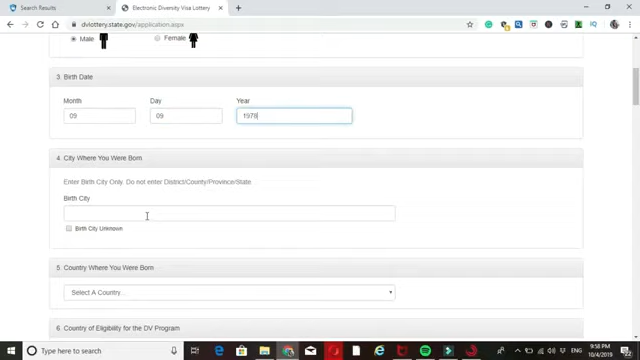 Search Results
Electronic Diversity Visa Lottery
dvlottery.state.gov/application.aspx
Male
Female
3. Birth Date
Month
Day
Year
09
09
1978
4. City Where You Were Born
Enter Birth City Only. Do not enter District/County/Province/State
Birth City
Birth City Unknown
5. Country Where You Were Born
Select A Country...
6. Country of Eligibility for the DV Program
Type here to search
ENG
9:58 PM
10/4/2019